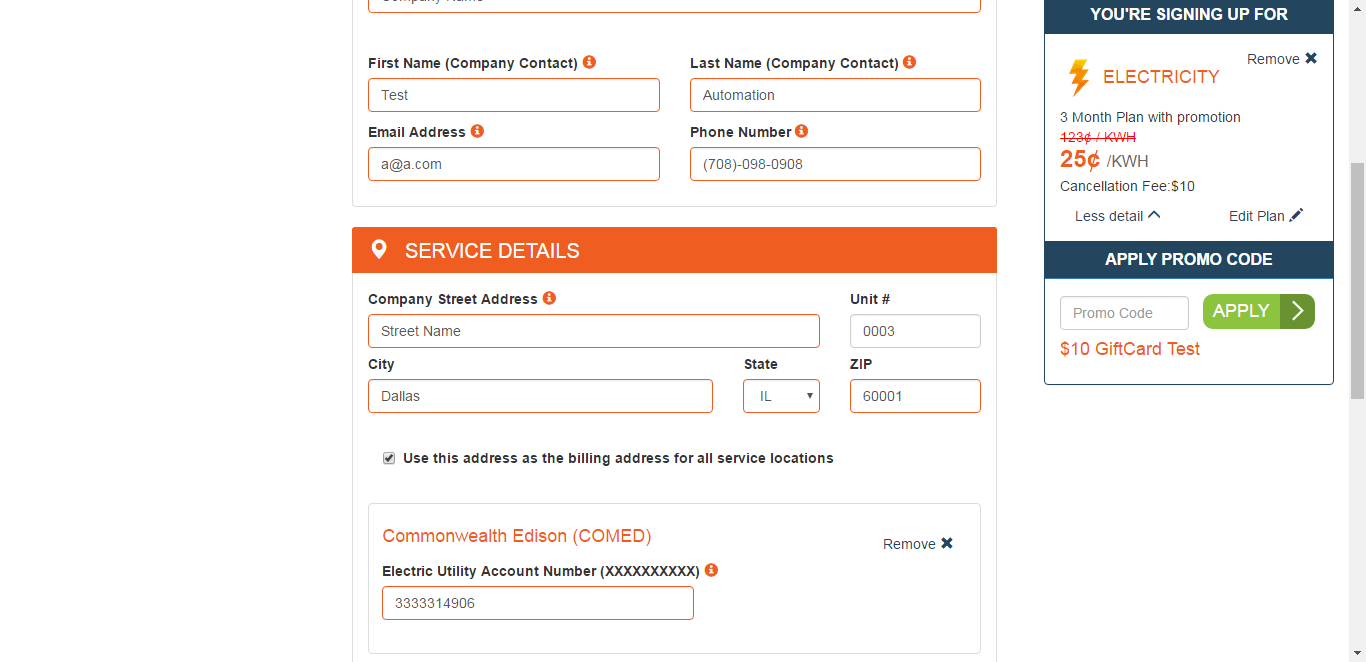 Company Name
First Name (Company Contact) Last Name (Company Contact)
Test Automation
Email Address Phone Number
a@a.com (708)-098-0908
SERVICE DETAILS
Company Street Address Unit #
Street Name 0003
City State ZIP
Dallas IL 60001
Use this address as the billing address for all service locations
Commonwealth Edison (COMED)
Remove
Electric Utility Account Number (XXXXXXXXXX)
3333314906
YOU'RE SIGNING UP FOR
Remove
ELECTRICITY
3 Month Plan with promotion
123¢ / KWH
25¢ /KWH
Cancellation Fee:$10
Less detail Edit Plan
APPLY PROMO CODE
Promo Code APPLY
$10 GiftCard Test